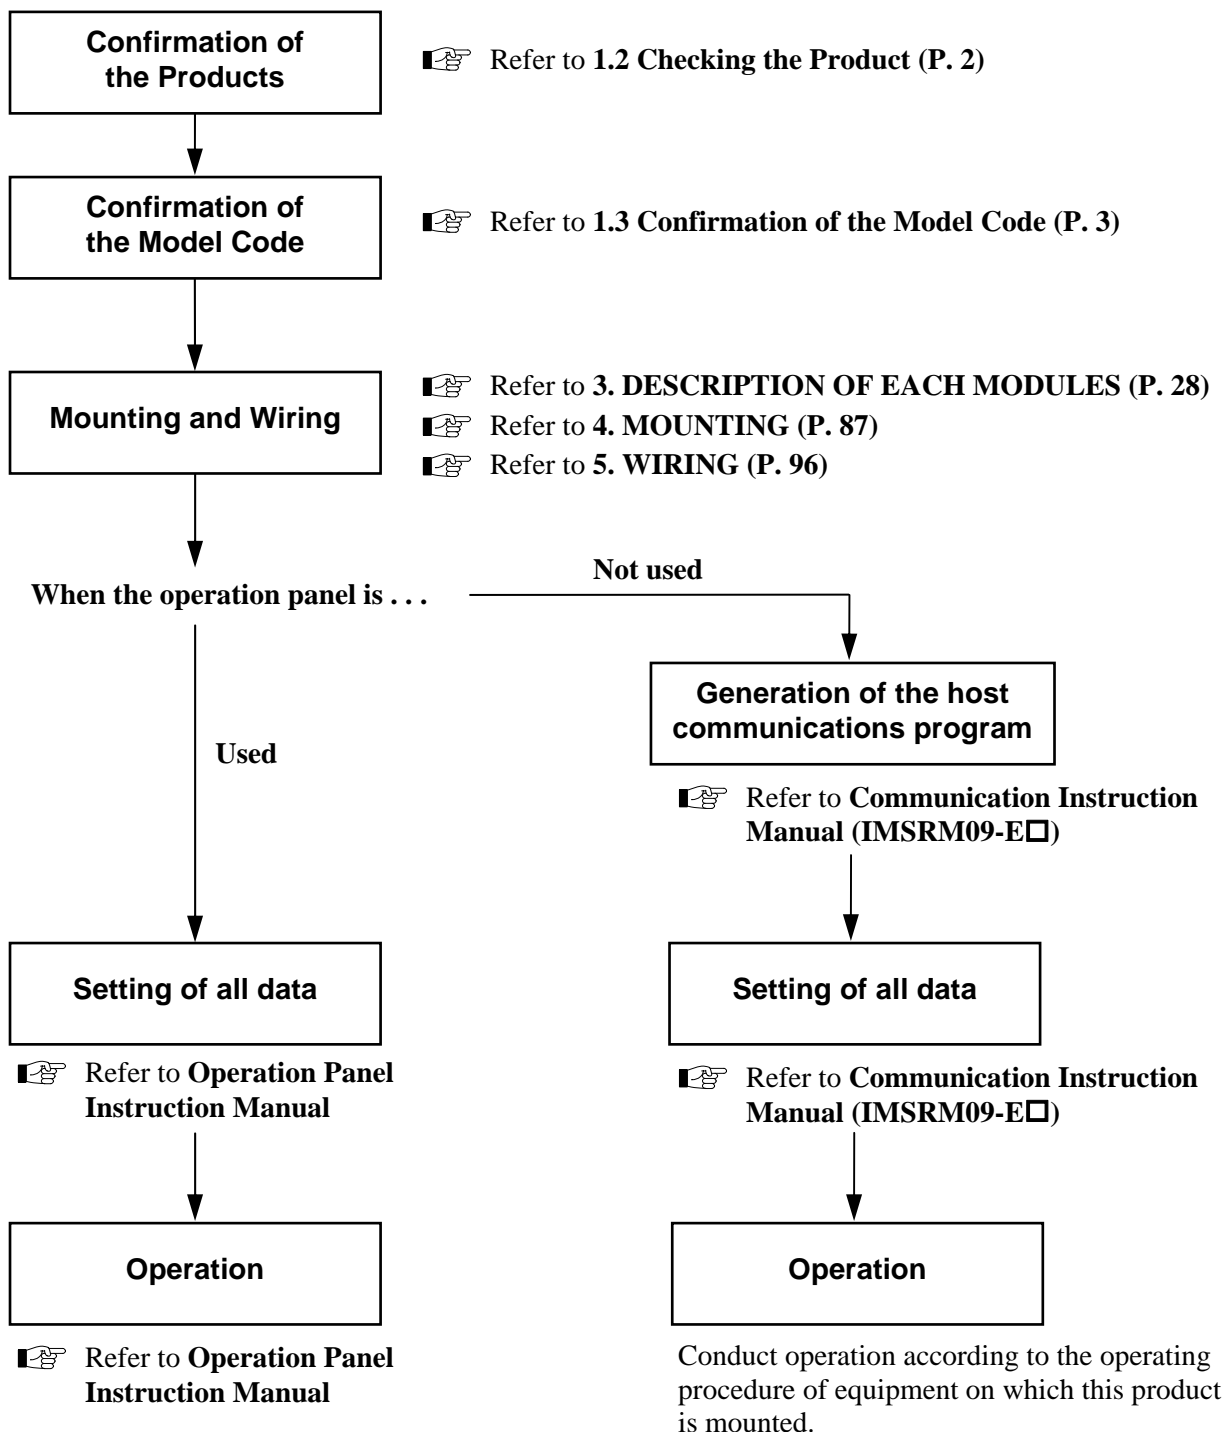 Confirmation of
the Products
Refer to 1.2 Checking the Product (P. 2)
Confirmation of
the Model Code
Refer to 1.3 Confirmation of the Model Code (P. 3)
Mounting and Wiring
Refer to 3. DESCRIPTION OF EACH MODULES (P. 28)
Refer to 4. MOUNTING (P. 87)
Refer to 5. WIRING (P. 96)
When the operation panel is . . .
Not used
Used
Generation of the host
communications program
Refer to Communication Instruction
Manual (IMSRM09-E□)
Setting of all data
Refer to Operation Panel
Instruction Manual
Setting of all data
Refer to Communication Instruction
Manual (IMSRM09-E□)
Operation
Refer to Operation Panel
Instruction Manual
Operation
Conduct operation according to the operating
procedure of equipment on which this product
is mounted.